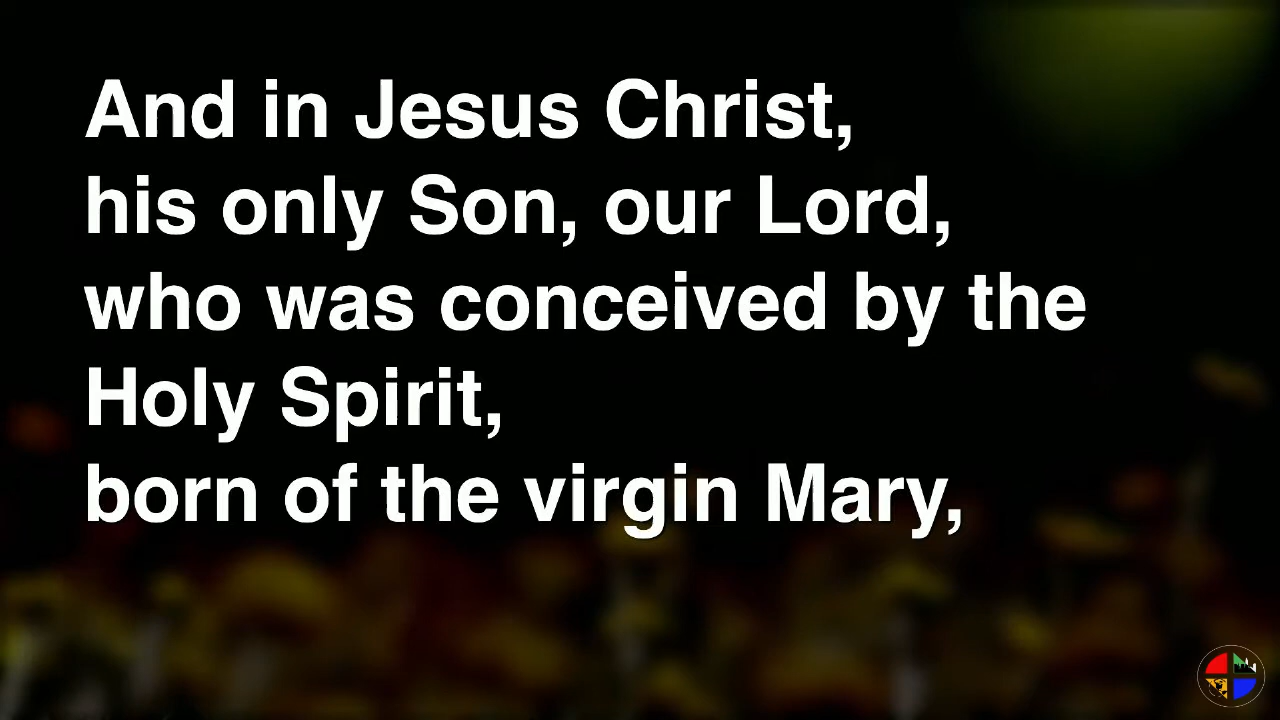 And in Jesus Christ,
his only Son, our Lord,
who was conceived by the
Holy Spirit,
born of the virgin Mary,